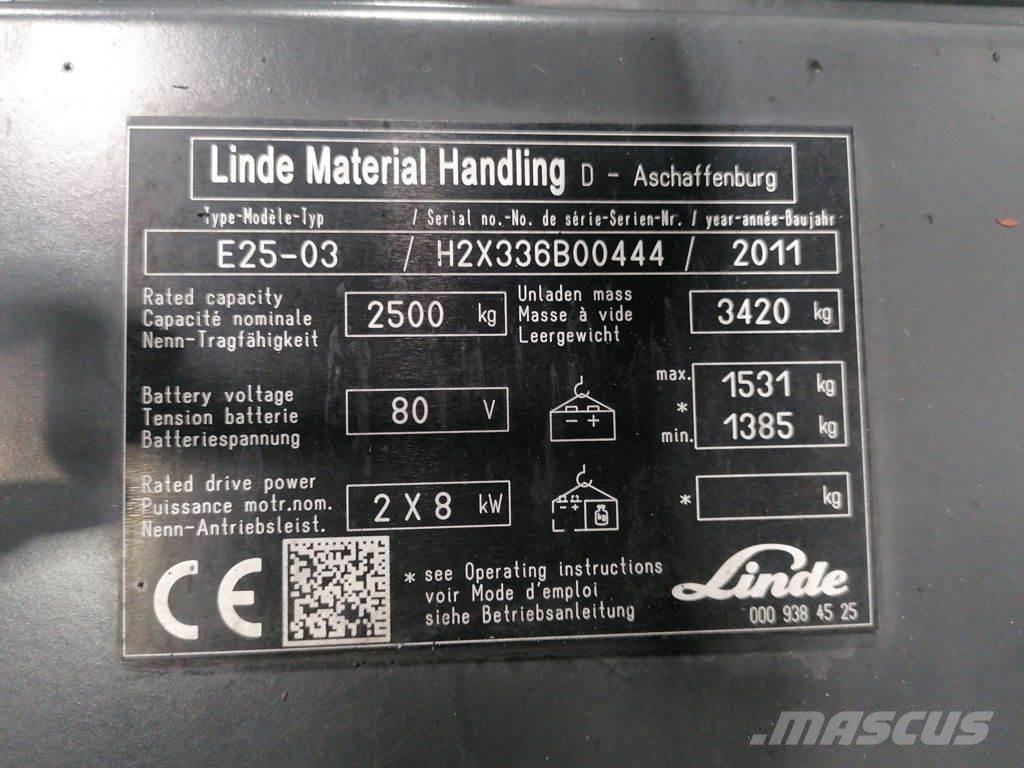 Linde Material Handling D - Aschaffenburg
Type-Modèle-Typ / Serial no.-No. de série-Serien-Nr. / year-année-Baujahr
E25-03 / H2X336B00444 / 2011
Rated capacity
Capacité nominale
Nenn-Tragfähigkeit
2500 kg
Unladen mass
Masse à vide
Leergewicht
3420 kg
Battery voltage
Tension batterie
Batteriespannung
80 V
- +
max. 1531 kg
*
min. 1385 kg
Rated drive power
Puissance motr.nom.
Nenn-Antriebsleist.
2 X 8 kW
- +
kg
* kg
CE
* see Operating instructions
voir Mode d'emploi
siehe Betriebsanleitung
Linde
000 938 45 25
MASCUS